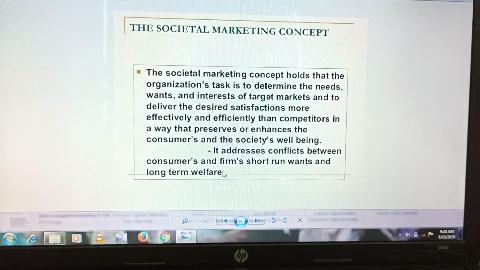 THE SOCIETAL MARKETING CONCEPT
The societal marketing concept holds that the
organization's task is to determine the needs,
wants, and interests of target markets and to
deliver the desired satisfactions more
effectively and efficiently than competitors in
a way that preserves or enhances the
consumer's and the society's well being.
- It addresses conflicts between
consumer's and firm's short run wants and
long term welfare.
hp